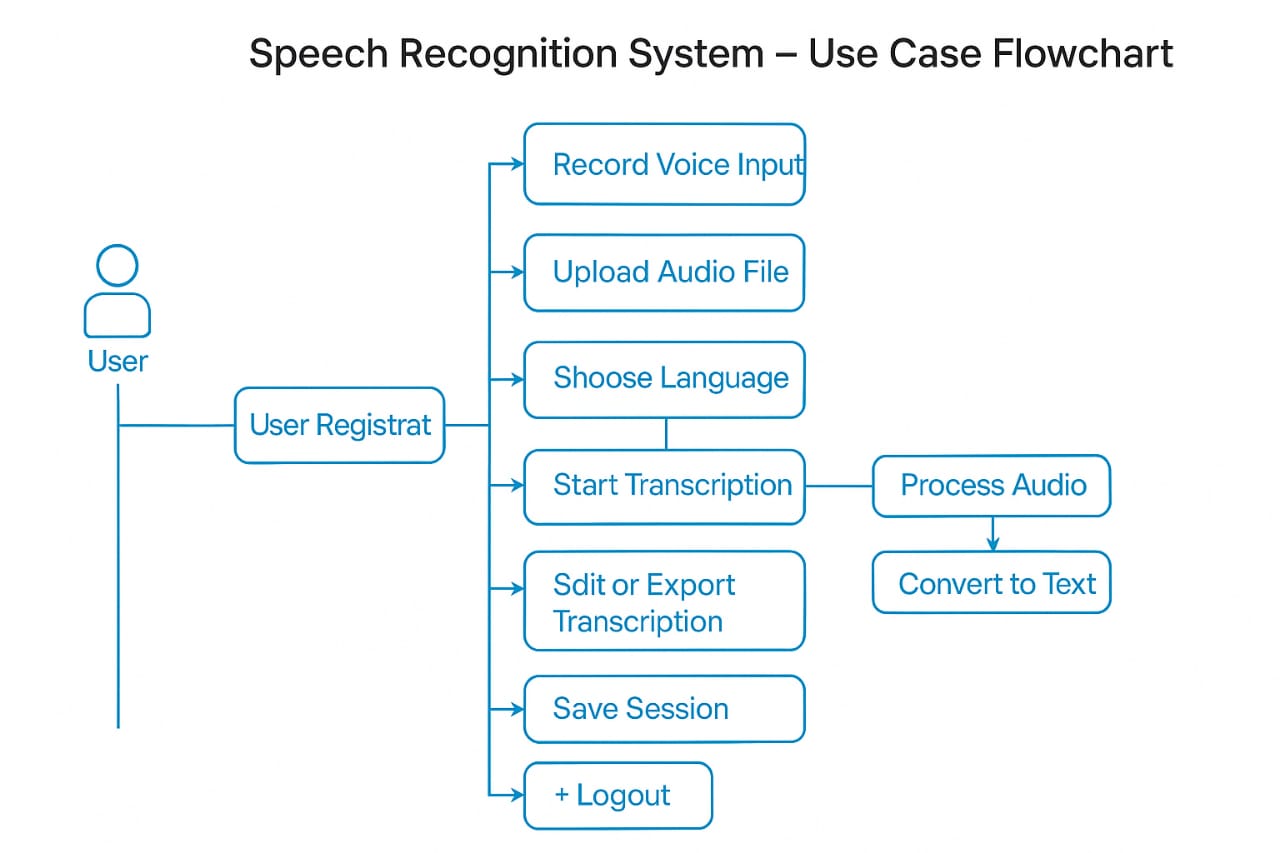 Speech Recognition System – Use Case Flowchart
Record Voice Input
Upload Audio File
User
Shoose Language
User Registrat
Start Transcription
Process Audio
Sdit or Export
Transcription
Convert to Text
Save Session
+ Logout